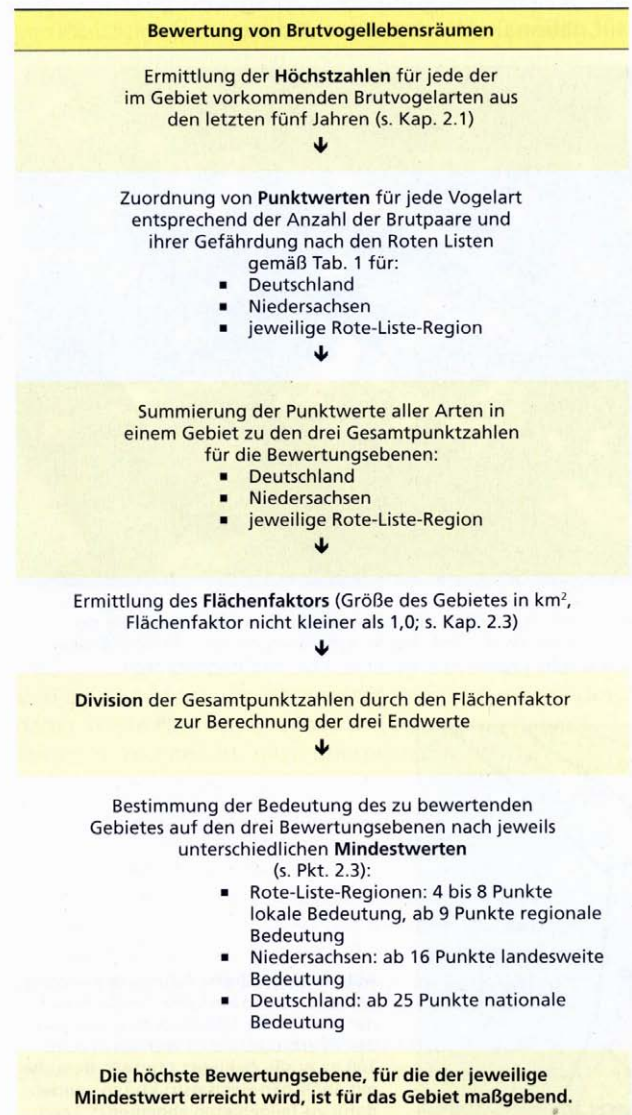 Bewertung von Brutvogellebensräumen
Ermittlung der Höchstzahlen für jede der
im Gebiet vorkommenden Brutvogelarten aus
den letzten fünf Jahren (s. Kap. 2.1)
↓
Zuordnung von Punktwerten für jede Vogelart
entsprechend der Anzahl der Brutpaare und
ihrer Gefährdung nach den Roten Listen
gemäß Tab. 1 für:
▪ Deutschland
▪ Niedersachsen
▪ jeweilige Rote-Liste-Region
↓
Summierung der Punktwerte aller Arten in
einem Gebiet zu den drei Gesamtpunktzahlen
für die Bewertungsebenen:
▪ Deutschland
▪ Niedersachsen
▪ jeweilige Rote-Liste-Region
↓
Ermittlung des Flächenfaktors (Größe des Gebietes in km²,
Flächenfaktor nicht kleiner als 1,0; s. Kap. 2.3)
↓
Division der Gesamtpunktzahlen durch den Flächenfaktor
zur Berechnung der drei Endwerte
↓
Bestimmung der Bedeutung des zu bewertenden
Gebietes auf den drei Bewertungsebenen nach jeweils
unterschiedlichen Mindestwerten
(s. Pkt. 2.3):
▪ Rote-Liste-Regionen: 4 bis 8 Punkte
lokale Bedeutung, ab 9 Punkte regionale
Bedeutung
▪ Niedersachsen: ab 16 Punkte landesweite
Bedeutung
▪ Deutschland: ab 25 Punkte nationale
Bedeutung
Die höchste Bewertungsebene, für die der jeweilige
Mindestwert erreicht wird, ist für das Gebiet maßgebend.